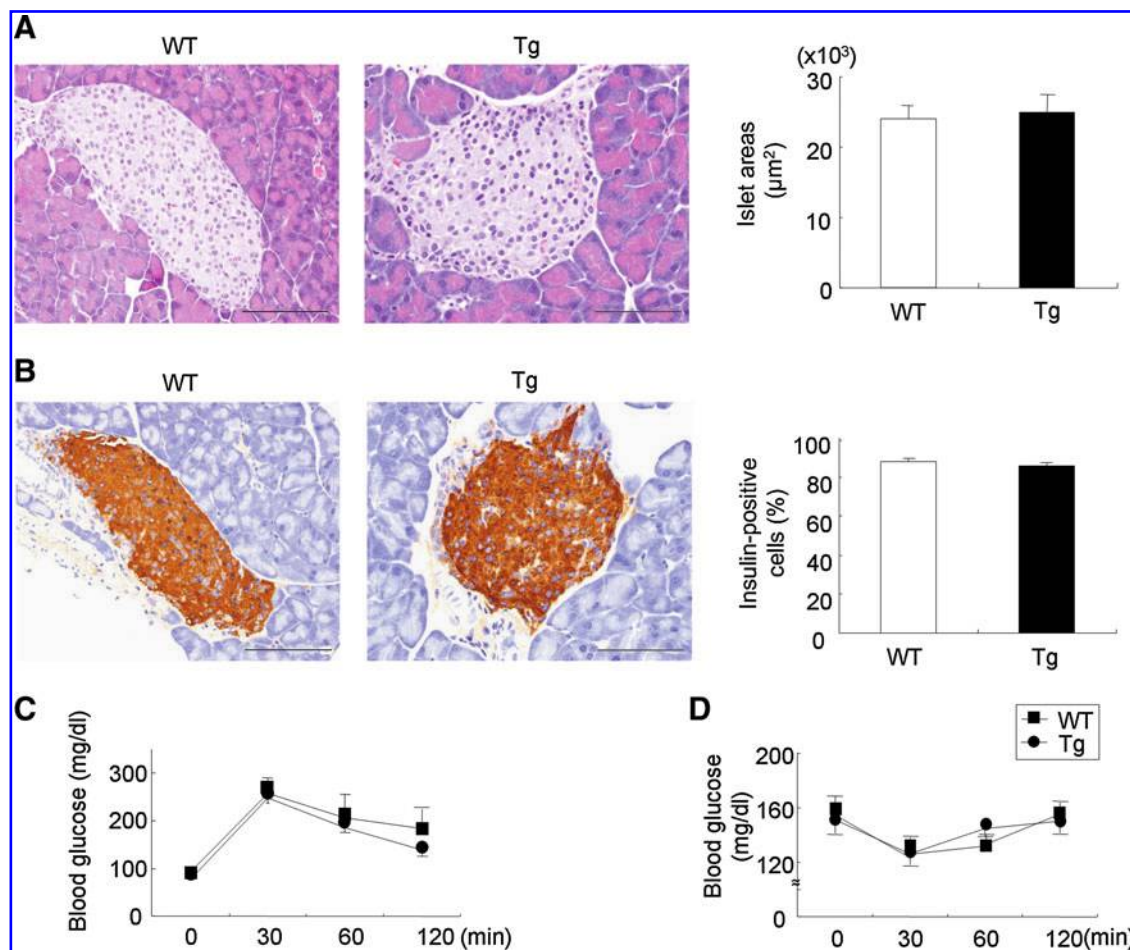 A
WT
Tg
(x10³)
30
20
10
0
Islet areas
(µm²)
WT
Tg
B
WT
Tg
100
80
60
40
20
0
Insulin-positive
cells (%)
WT
Tg
C
Blood glucose (mg/dl)
300
200
100
0
0 30 60 120 (min)
D
WT
Tg
Blood glucose
(mg/dl)
200
160
120
0
0 30 60 120 (min)